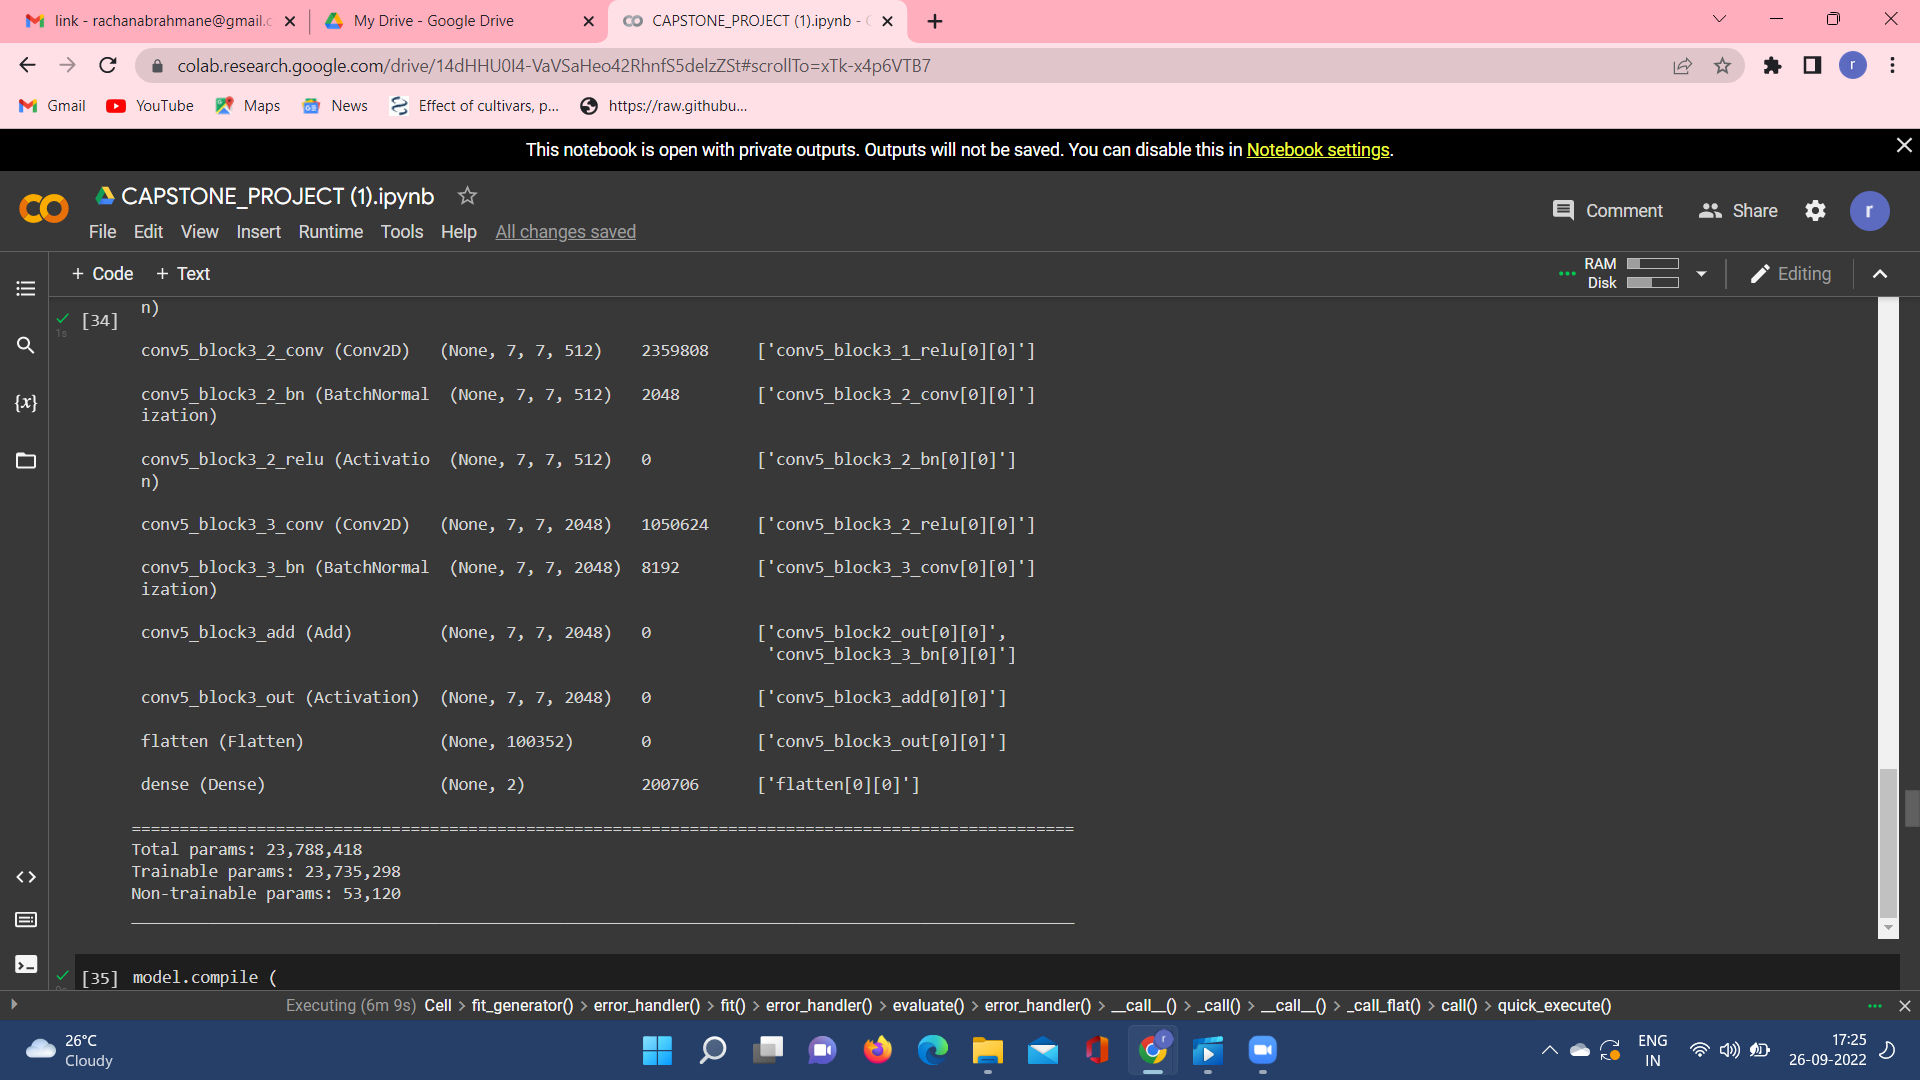 link - rachanabrahmane@gmail.c
My Drive - Google Drive
CAPSTONE_PROJECT (1).ipynb -
colab.research.google.com/drive/14dHHU0I4-VaVSaHeo42RhnfS5delzZSt#scrollTo=xTk-x4p6VTB7
r
Gmail YouTube Maps News Effect of cultivars, p... https://raw.githubu...
This notebook is open with private outputs. Outputs will not be saved. You can disable this in Notebook settings.
CAPSTONE_PROJECT (1).ipynb
Comment Share r
File Edit View Insert Runtime Tools Help All changes saved
+ Code + Text
RAM
Disk
Editing
[34] n)
1s
conv5_block3_2_conv (Conv2D) (None, 7, 7, 512) 2359808 ['conv5_block3_1_relu[0][0]']
conv5_block3_2_bn (BatchNormal (None, 7, 7, 512) 2048 ['conv5_block3_2_conv[0][0]']
ization)
conv5_block3_2_relu (Activatio (None, 7, 7, 512) 0 ['conv5_block3_2_bn[0][0]']
n)
conv5_block3_3_conv (Conv2D) (None, 7, 7, 2048) 1050624 ['conv5_block3_2_relu[0][0]']
conv5_block3_3_bn (BatchNormal (None, 7, 7, 2048) 8192 ['conv5_block3_3_conv[0][0]']
ization)
conv5_block3_add (Add) (None, 7, 7, 2048) 0 ['conv5_block2_out[0][0]',
'conv5_block3_3_bn[0][0]']
conv5_block3_out (Activation) (None, 7, 7, 2048) 0 ['conv5_block3_add[0][0]']
flatten (Flatten) (None, 100352) 0 ['conv5_block3_out[0][0]']
dense (Dense) (None, 2) 200706 ['flatten[0][0]']
==================================================================================================
Total params: 23,788,418
Trainable params: 23,735,298
Non-trainable params: 53,120
__________________________________________________________________________________________________
[35] model.compile (
Executing (6m 9s) Cell > fit_generator() > error_handler() > fit() > error_handler() > evaluate() > error_handler() > __call__() > _call() > __call__() > _call_flat() > call() > quick_execute()
26°C
Cloudy
ENG
IN
17:25
26-09-2022